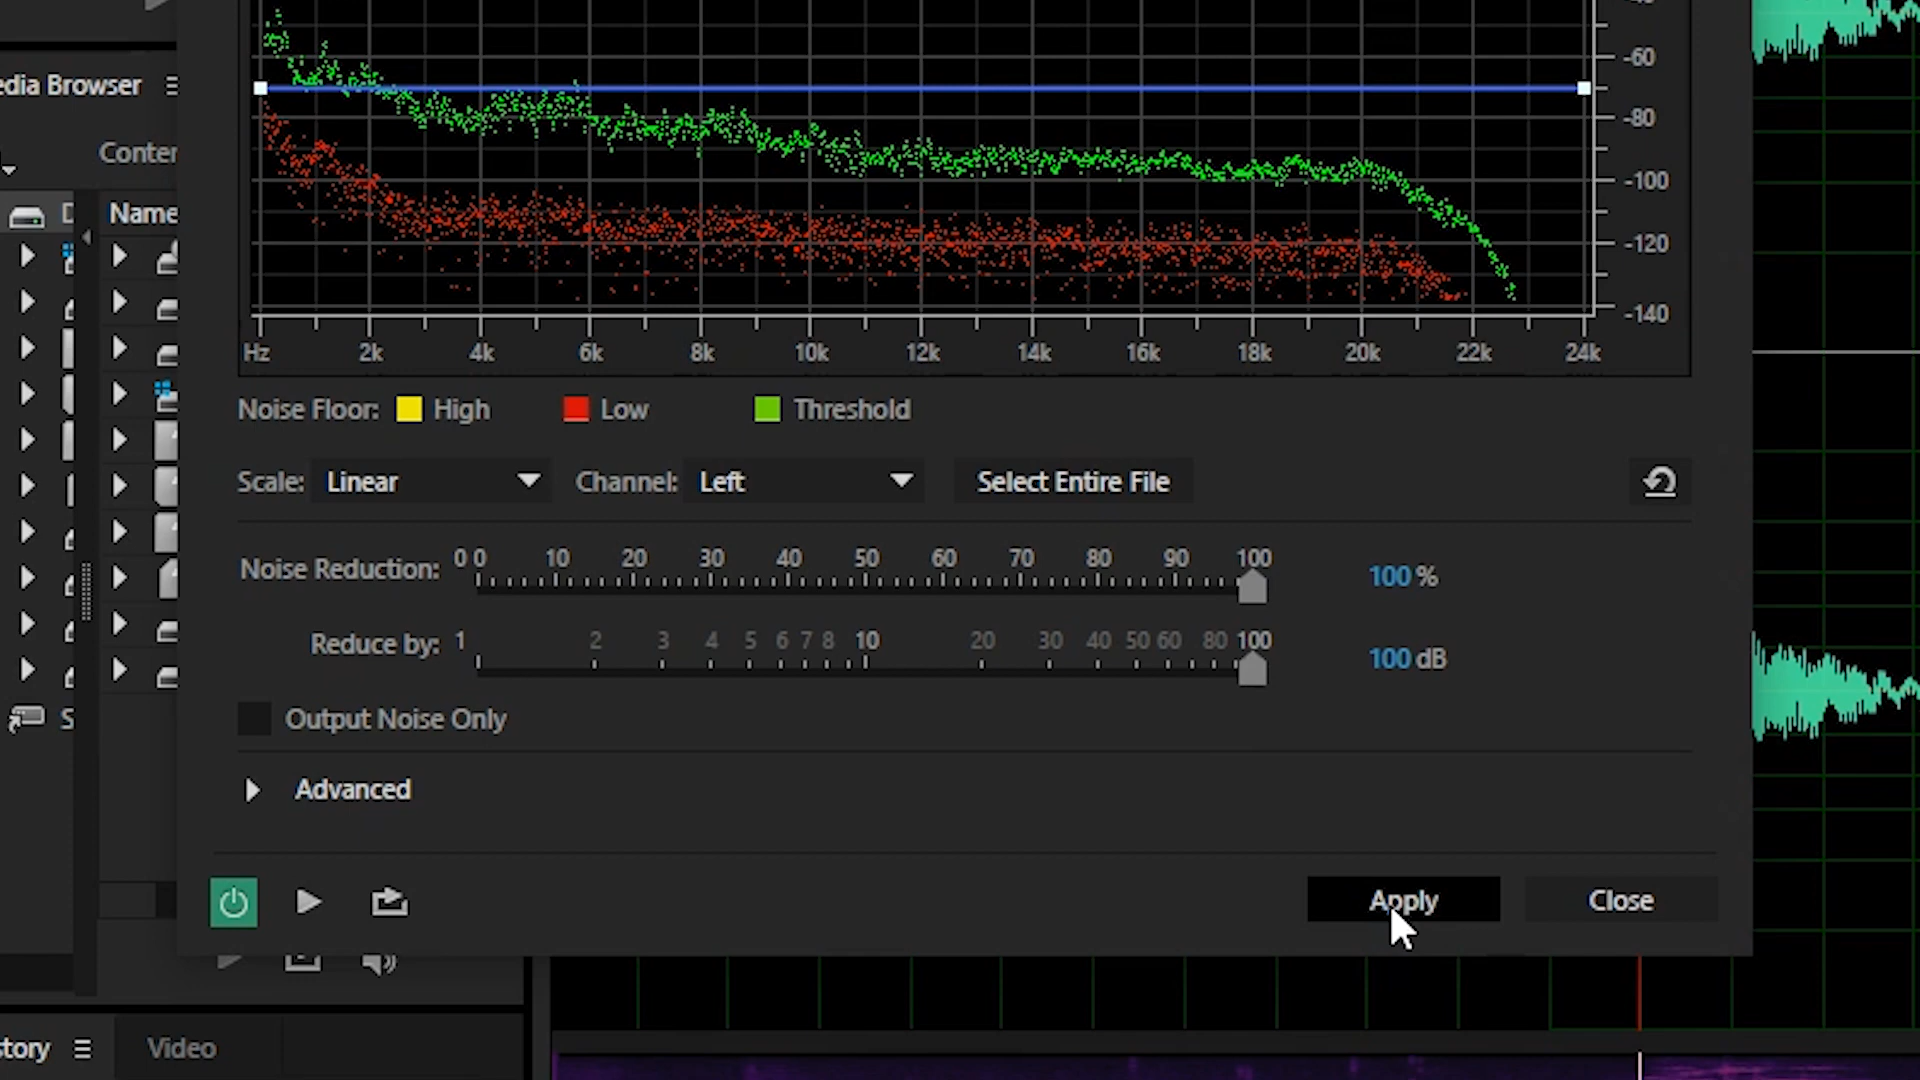 -60
edia Browser
-80
Conter
-100
Name
-120
-140
Hz 2k 4k 6k 8k 10k 12k 14k 16k 18k 20k 22k 24k
Noise Floor: High Low Threshold
Scale: Linear Channel: Left Select Entire File
Noise Reduction: 0 0 10 20 30 40 50 60 70 80 90 100 100 %
Reduce by: 1 2 3 4 5 6 7 8 10 20 30 40 50 60 80 100 100 dB
Output Noise Only
Advanced
Apply Close
story Video